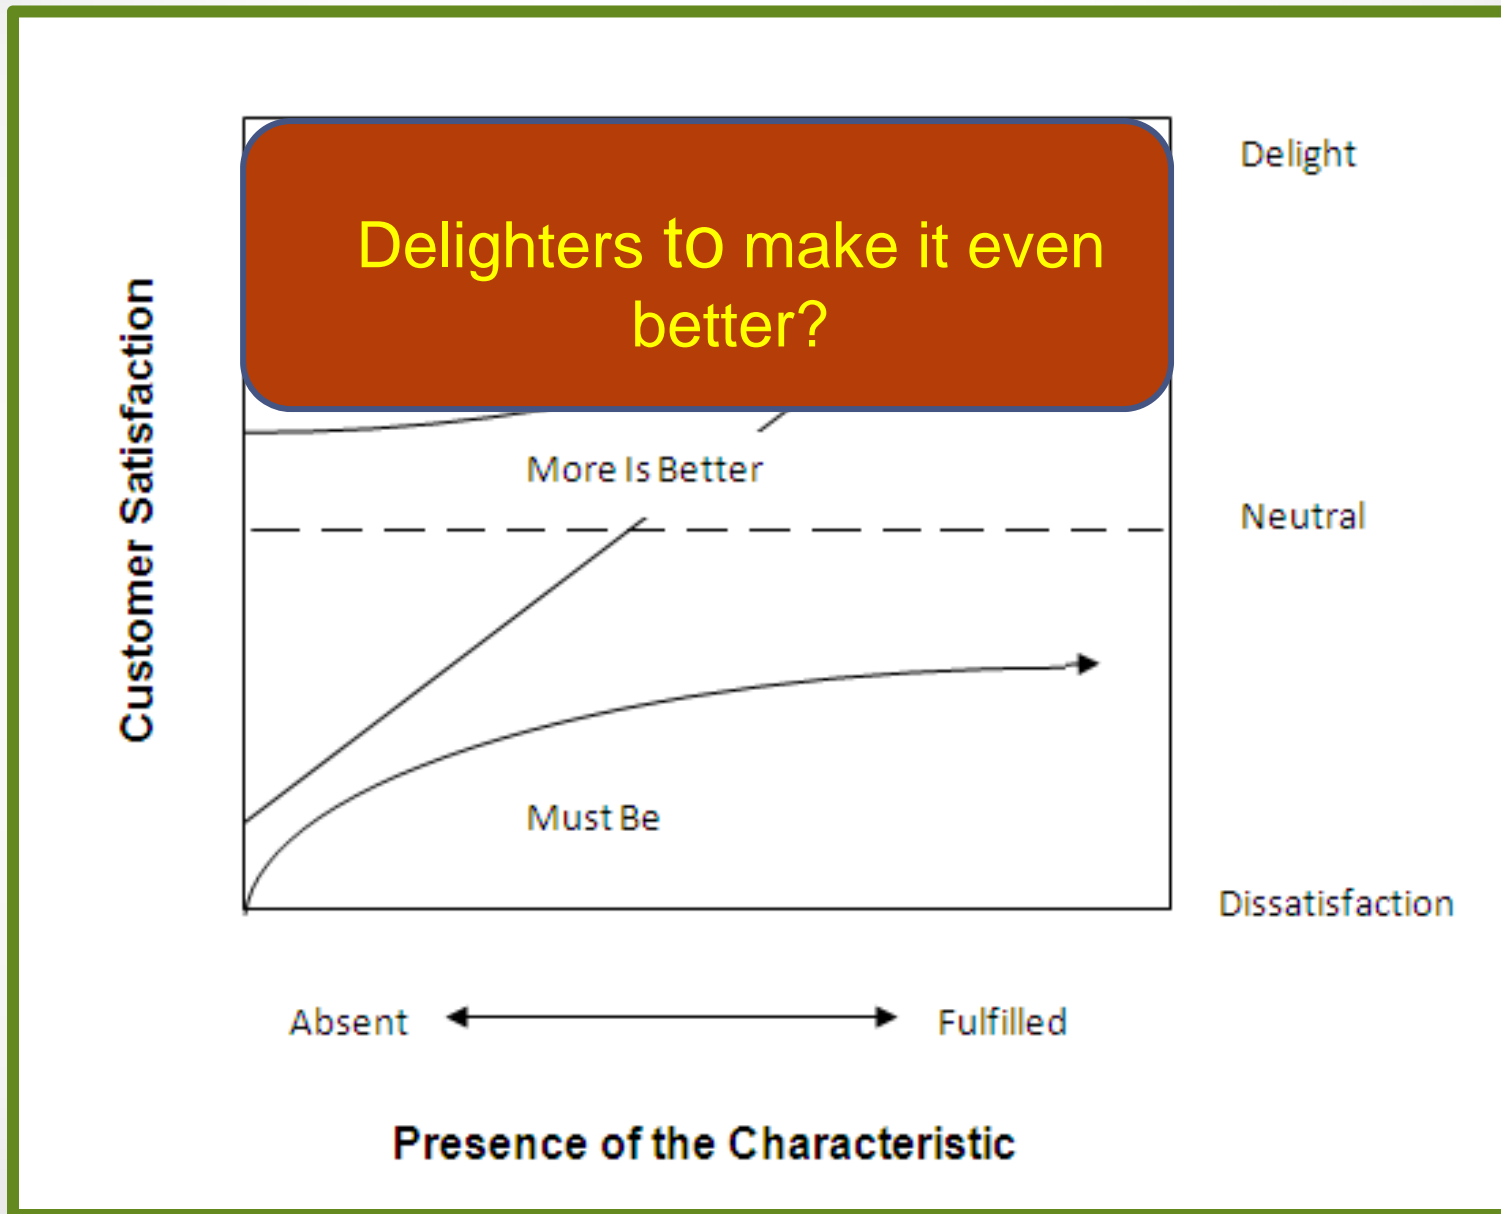 Delight
Delighters to make it even
better?
Customer Satisfaction
More Is Better
Neutral
Must Be
Dissatisfaction
Absent
Fulfilled
Presence of the Characteristic